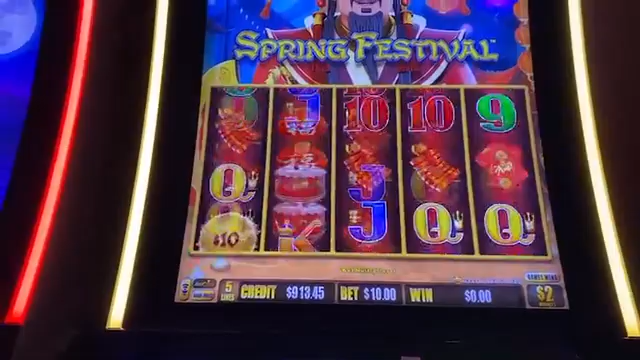 SPRING FESTIVAL
J 10 10 9
Q J
$10 K J Q Q
5 LINES CREDIT $913.45 BET $10.00 WIN $0.00 $2